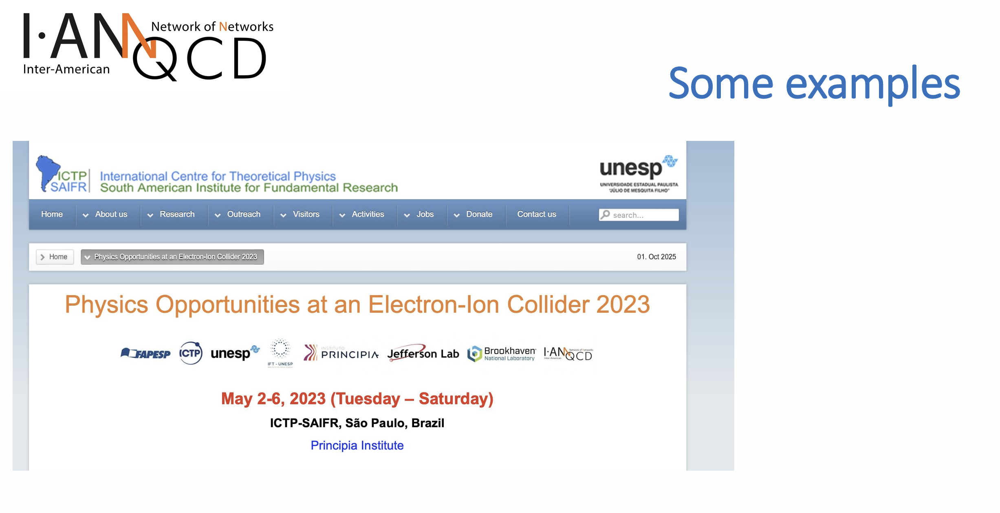 I·ANN QCD
Network of Networks
Inter-American
Some examples
ICTP SAIFR
International Centre for Theoretical Physics
South American Institute for Fundamental Research
unesp
UNIVERSIDADE ESTADUAL PAULISTA
"JÚLIO DE MESQUITA FILHO"
Home About us Research Outreach Visitors Activities Jobs Donate Contact us search...
Home Physics Opportunities at an Electron-Ion Collider 2023 01. Oct 2025
Physics Opportunities at an Electron-Ion Collider 2023
FAPESP ICTP unesp IFT - UNESP INSTITUTO PRINCIPIA Jefferson Lab Brookhaven National Laboratory I·ANN QCD Network of Networks Inter-American
May 2-6, 2023 (Tuesday – Saturday)
ICTP-SAIFR, São Paulo, Brazil
Principia Institute